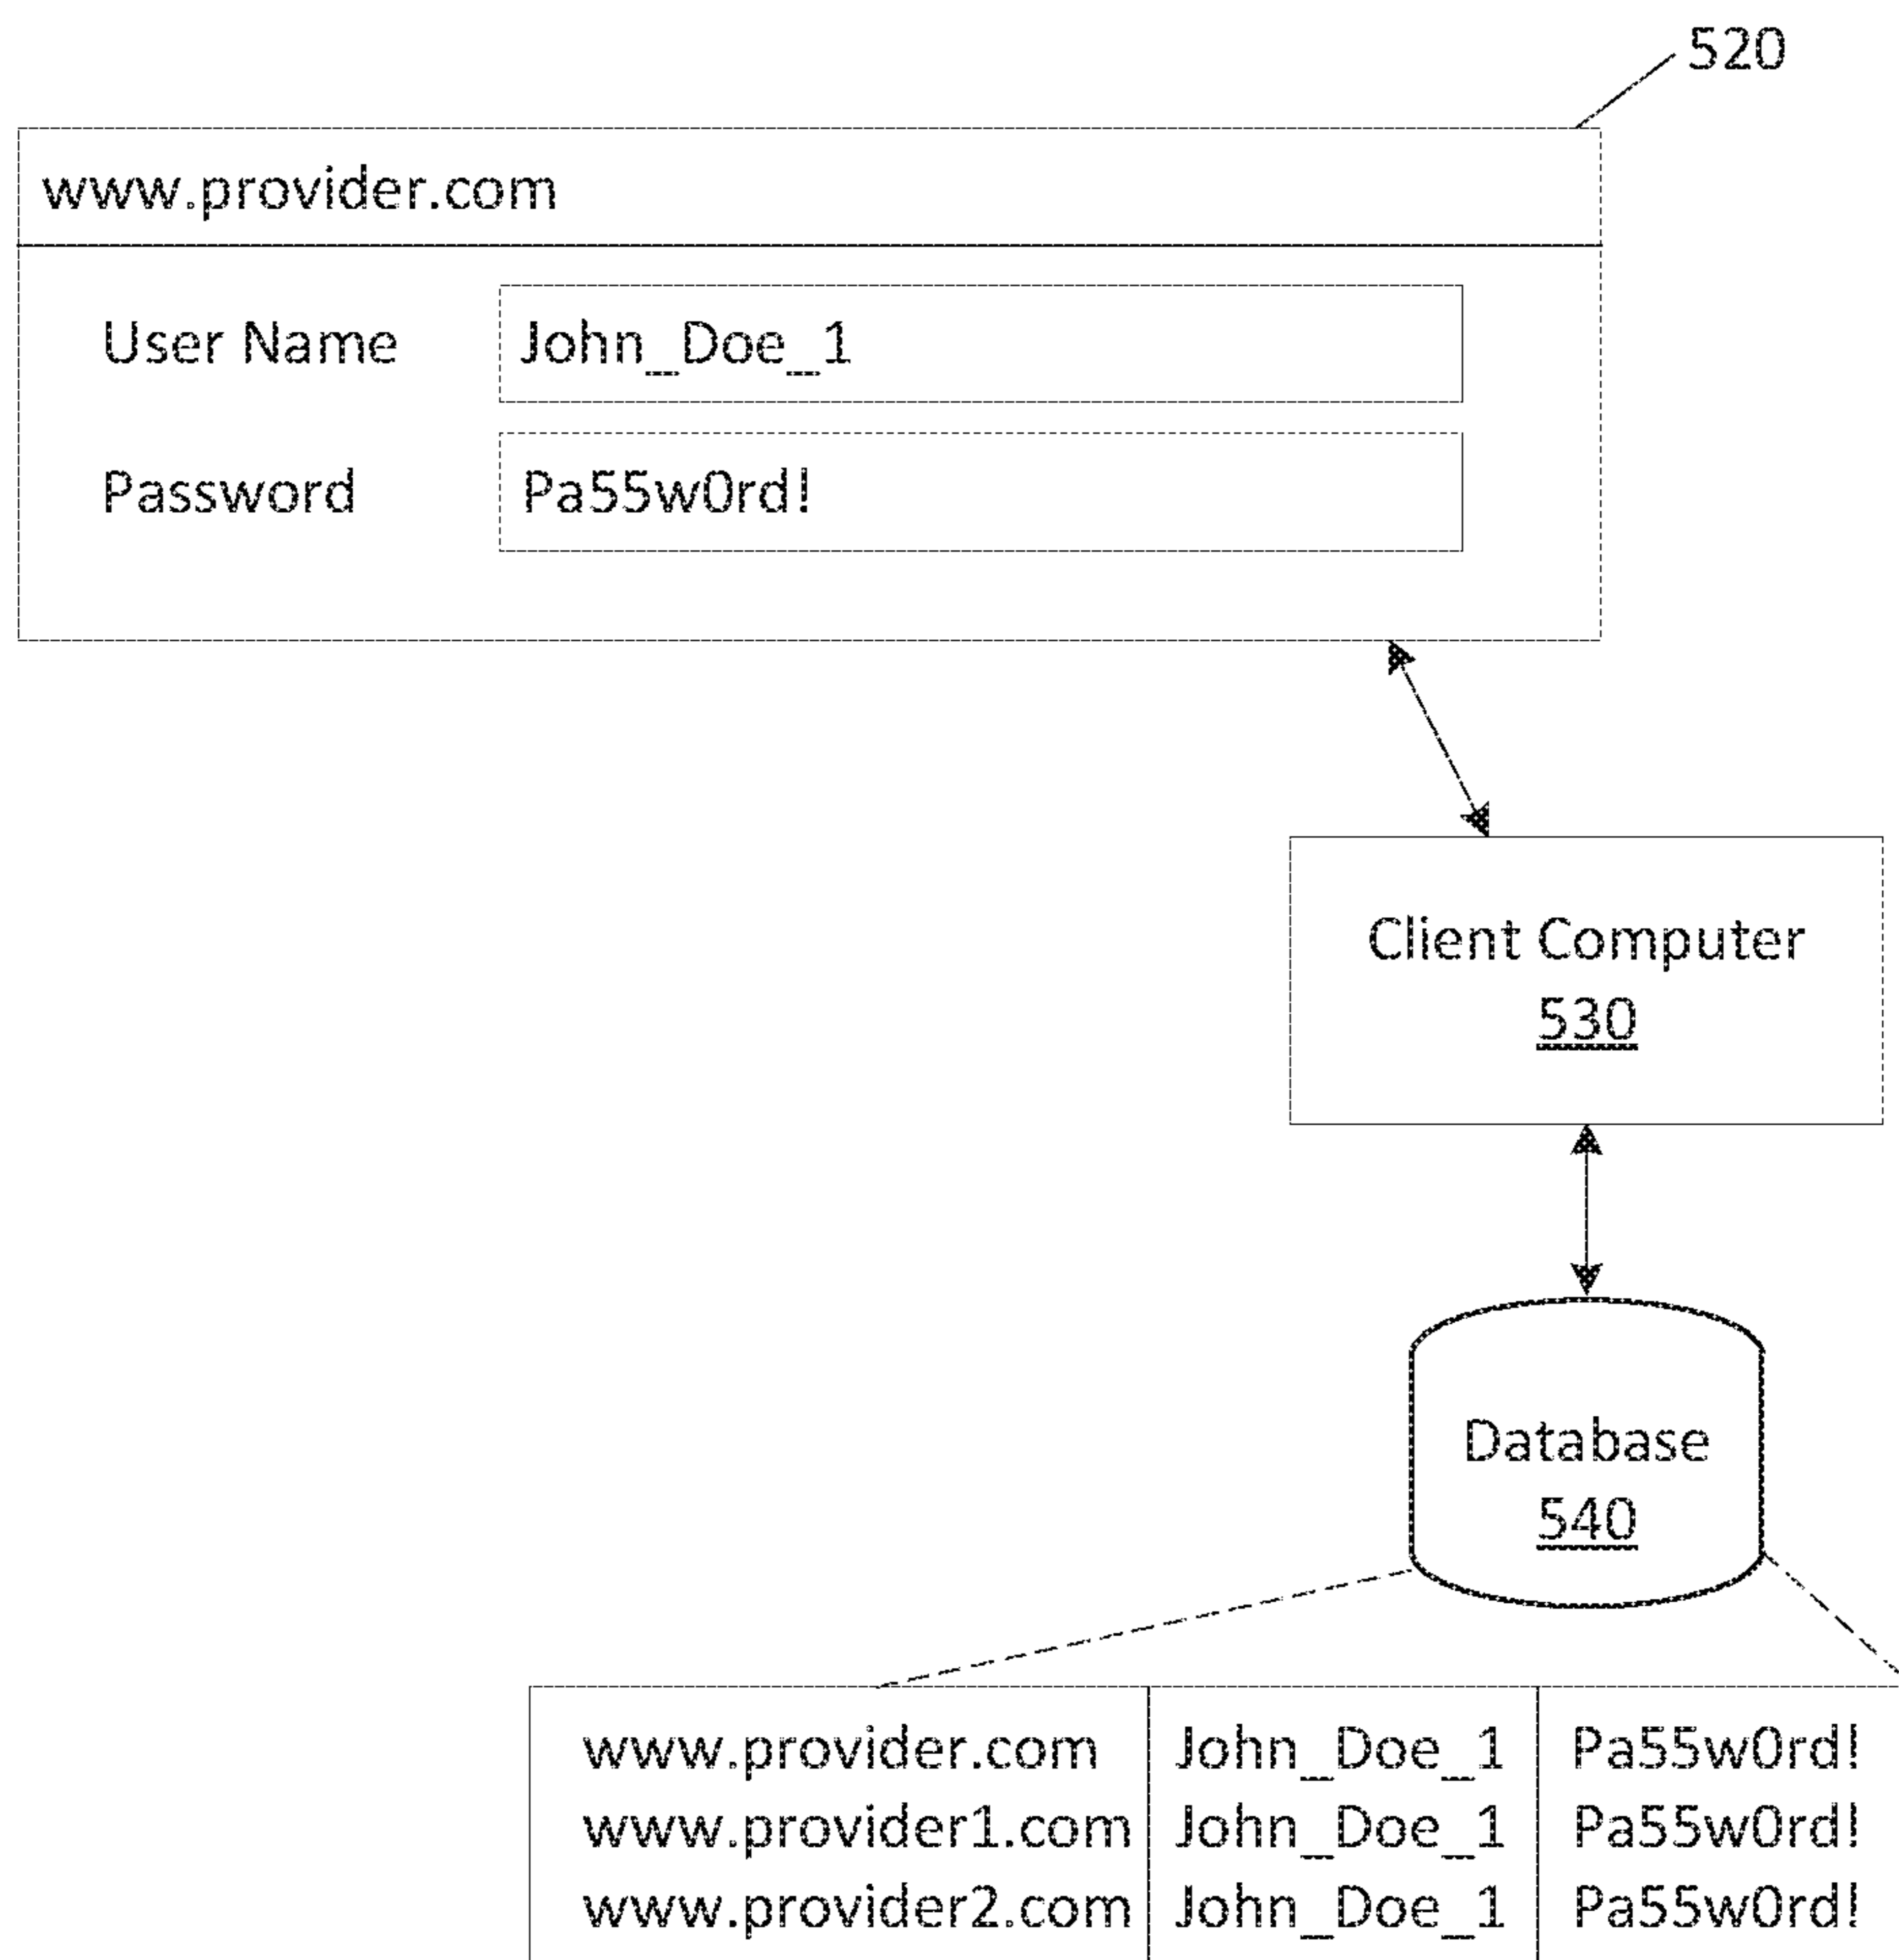 520
www.provider.com
User Name John_Doe_1
Password Pa55w0rd!
Client Computer
530
Database
540
www.provider.com John_Doe_1 Pa55w0rd!
www.provider1.com John_Doe_1 Pa55w0rd!
www.provider2.com John_Doe_1 Pa55w0rd!